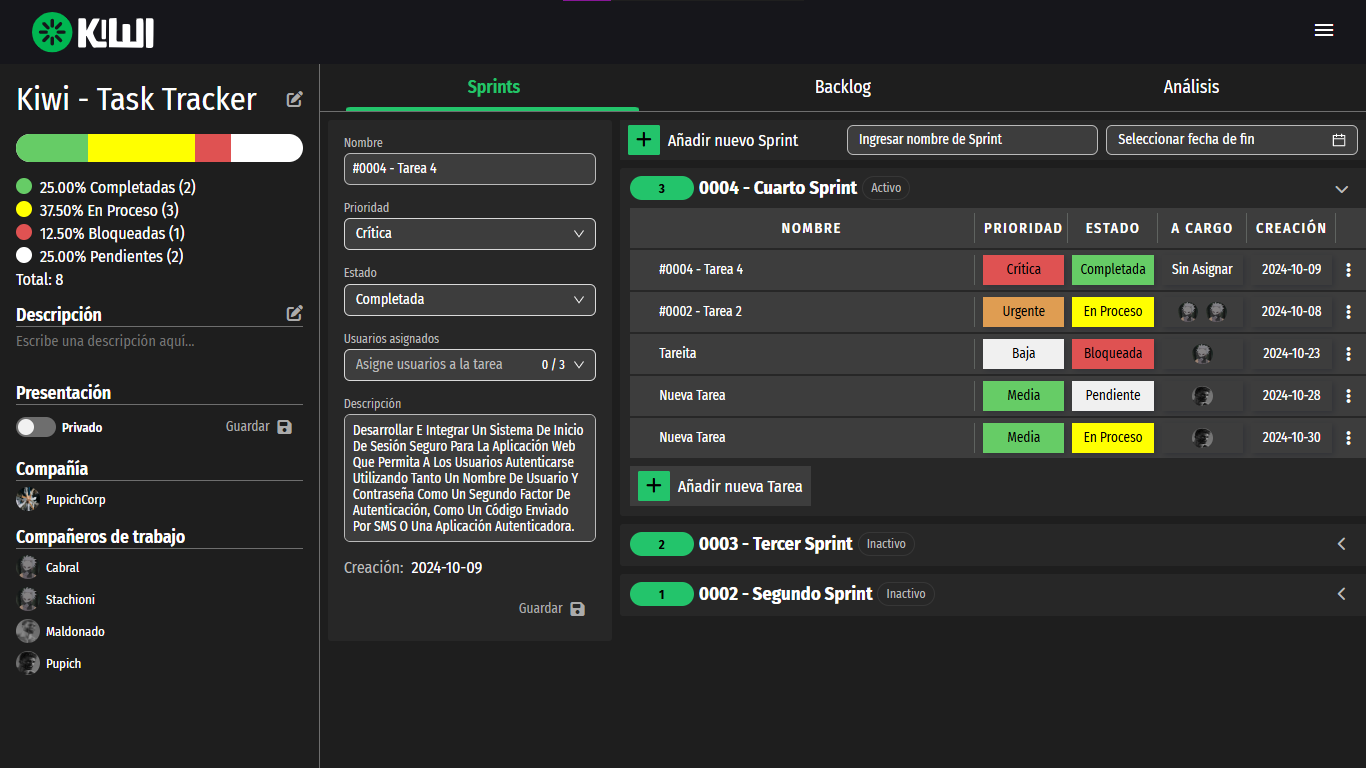 KiWI
Kiwi - Task Tracker
25.00% Completadas (2)
37.50% En Proceso (3)
12.50% Bloqueadas (1)
25.00% Pendientes (2)
Total: 8
Descripción
Escribe una descripción aquí...
Presentación
Privado
Guardar
Compañía
PupichCorp
Compañeros de trabajo
Cabral
Stachioni
Maldonado
Pupich
Sprints
Backlog
Análisis
Nombre
#0004 - Tarea 4
Prioridad
Crítica
Estado
Completada
Usuarios asignados
Asigne usuarios a la tarea 0 / 3
Descripción
Desarrollar E Integrar Un Sistema De Inicio
De Sesión Seguro Para La Aplicación Web
Que Permita A Los Usuarios Autenticarse
Utilizando Tanto Un Nombre De Usuario Y
Contraseña Como Un Segundo Factor De
Autenticación, Como Un Código Enviado
Por SMS O Una Aplicación Autenticadora.
Creación: 2024-10-09
Guardar
Añadir nuevo Sprint
Ingresar nombre de Sprint
Seleccionar fecha de fin
3 0004 - Cuarto Sprint Activo
NOMBRE PRIORIDAD ESTADO A CARGO CREACIÓN
#0004 - Tarea 4 Crítica Completada Sin Asignar 2024-10-09
#0002 - Tarea 2 Urgente En Proceso 2024-10-08
Tareita Baja Bloqueada 2024-10-23
Nueva Tarea Media Pendiente 2024-10-28
Nueva Tarea Media En Proceso 2024-10-30
Añadir nueva Tarea
2 0003 - Tercer Sprint Inactivo
1 0002 - Segundo Sprint Inactivo